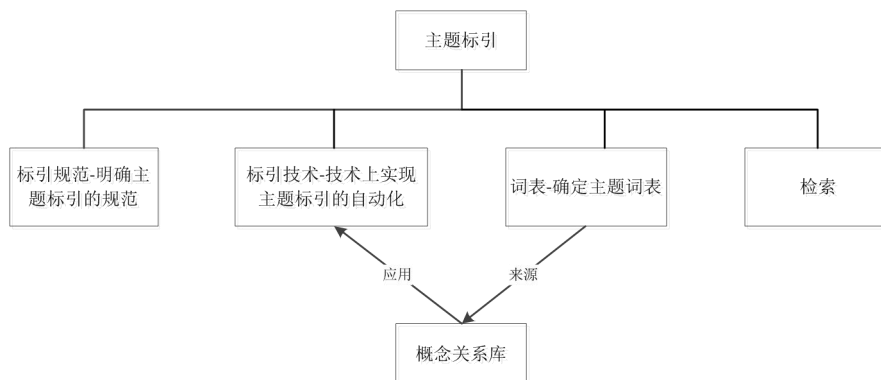 主题标引
标引规范-明确主
题标引的规范
标引技术-技术上实现
主题标引的自动化
词表-确定主题词表
检索
应用
来源
概念关系库